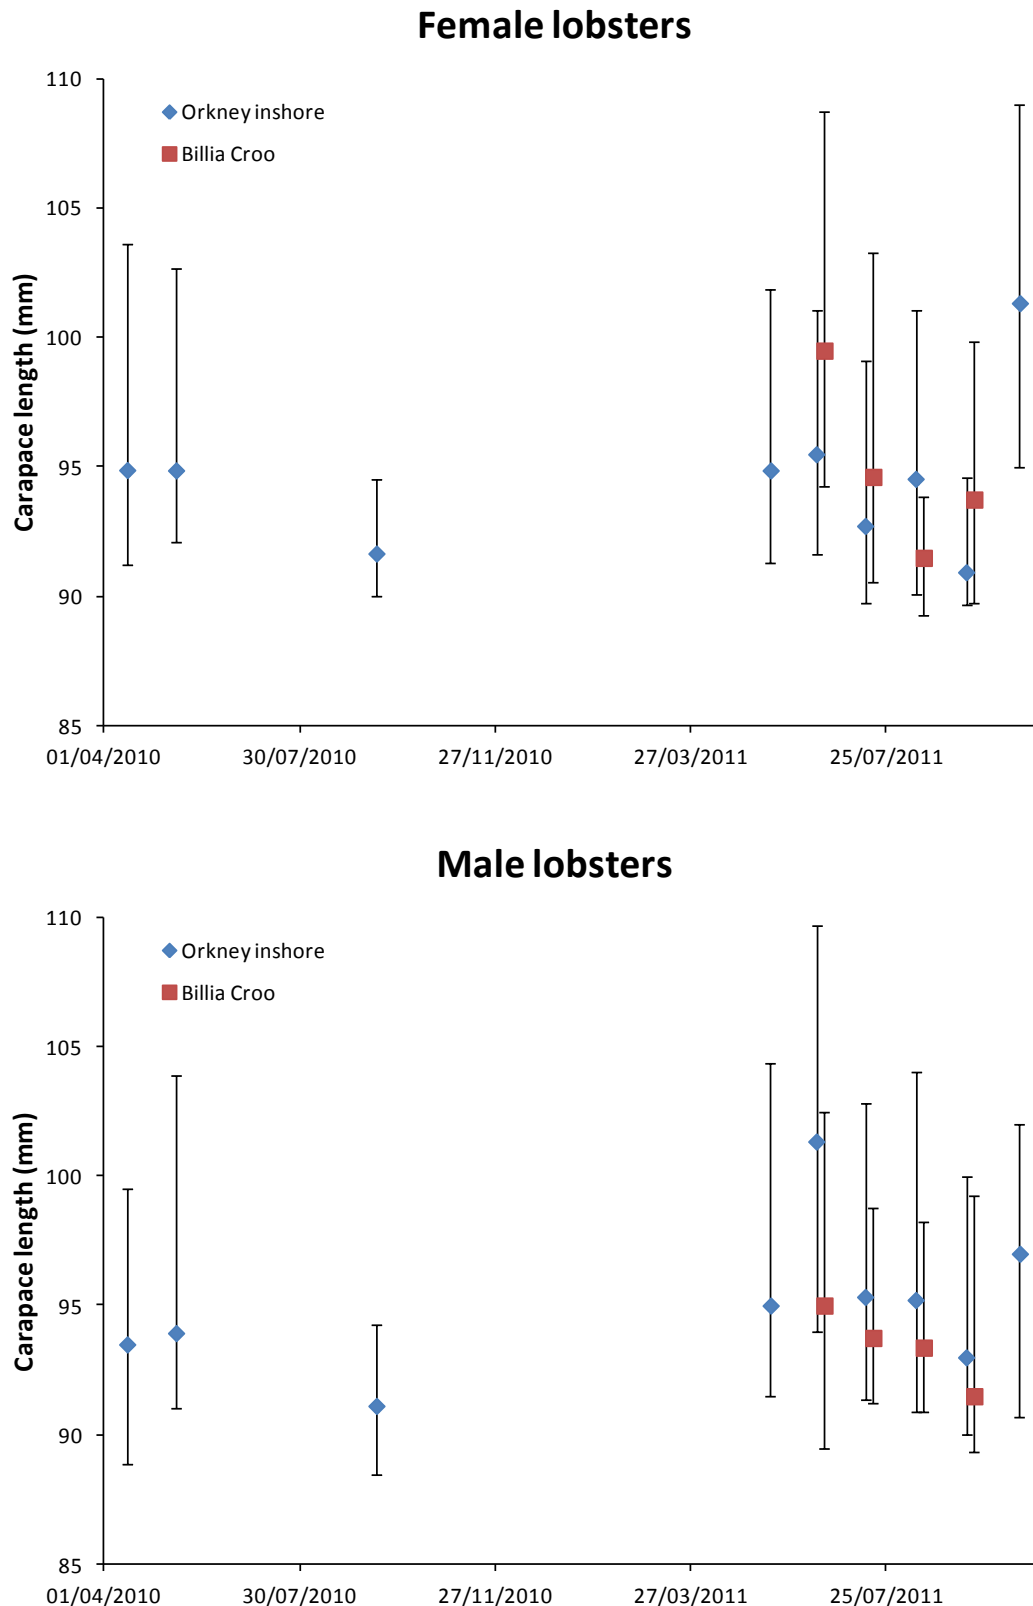 Female lobsters
110
105
100
95
90
85
Carapace length (mm)
Orkney inshore
Billia Croo
01/04/2010 30/07/2010 27/11/2010 27/03/2011 25/07/2011
Male lobsters
110
105
100
95
90
85
Carapace length (mm)
Orkney inshore
Billia Croo
01/04/2010 30/07/2010 27/11/2010 27/03/2011 25/07/2011